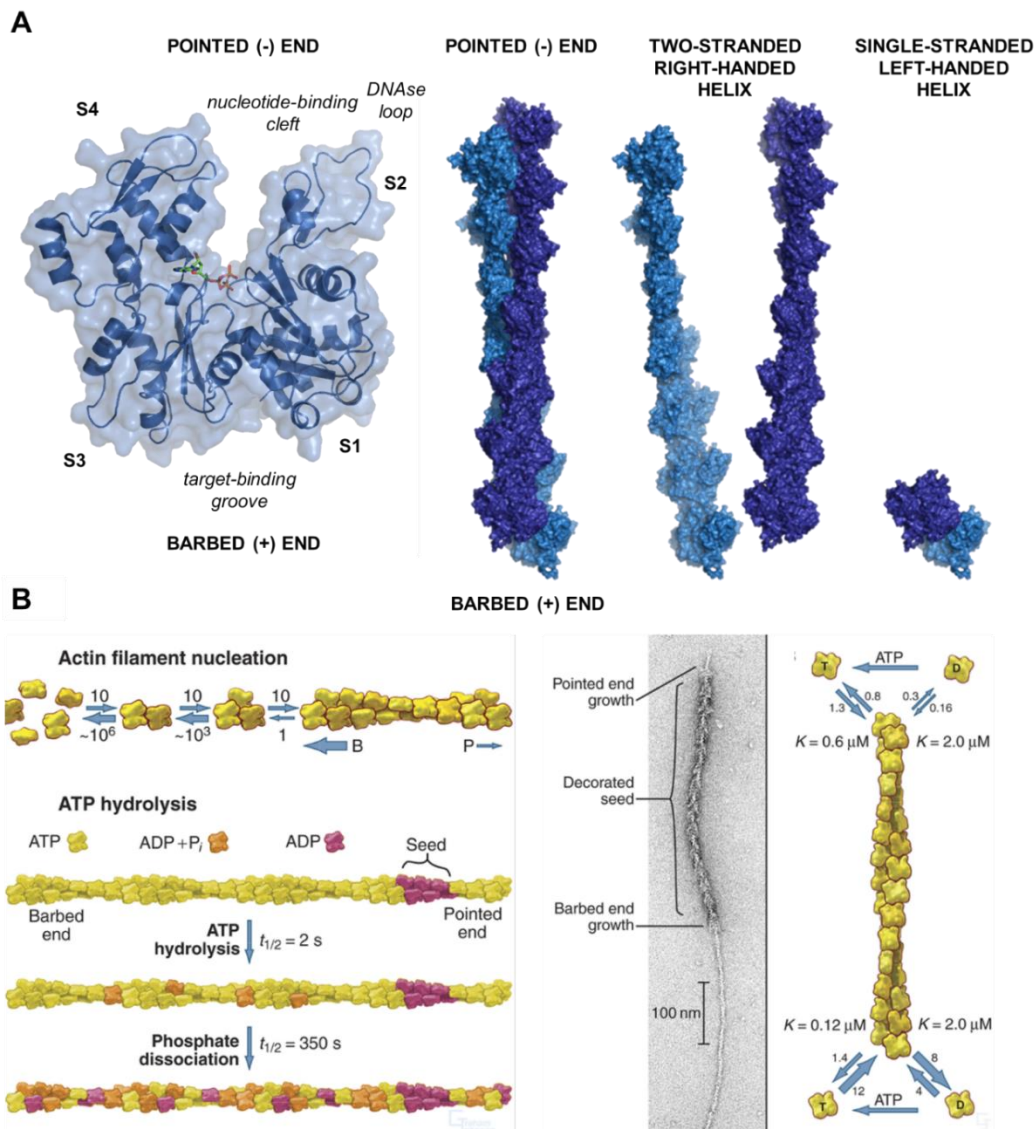 A
POINTED (-) END
nucleotide-binding
cleft
DNAse
loop
S4
S2
S3
S1
target-binding
groove
BARBED (+) END
POINTED (-) END
TWO-STRANDED
RIGHT-HANDED
HELIX
SINGLE-STRANDED
LEFT-HANDED
HELIX
BARBED (+) END
B
Actin filament nucleation
10
10
10
~10⁶
~10³
1
B
P
ATP hydrolysis
ATP
ADP+Pi
ADP
Seed
Barbed
end
Pointed
end
ATP
hydrolysis
t1/2 = 2 s
Phosphate
dissociation
t1/2 = 350 s
Pointed end
growth
Decorated
seed
Barbed end
growth
100 nm
T
ATP
D
0.8
1.3
0.3
0.16
K = 0.6 µM
K = 2.0 µM
K = 0.12 µM
K = 2.0 µM
1.4
12
8
4
T
ATP
D